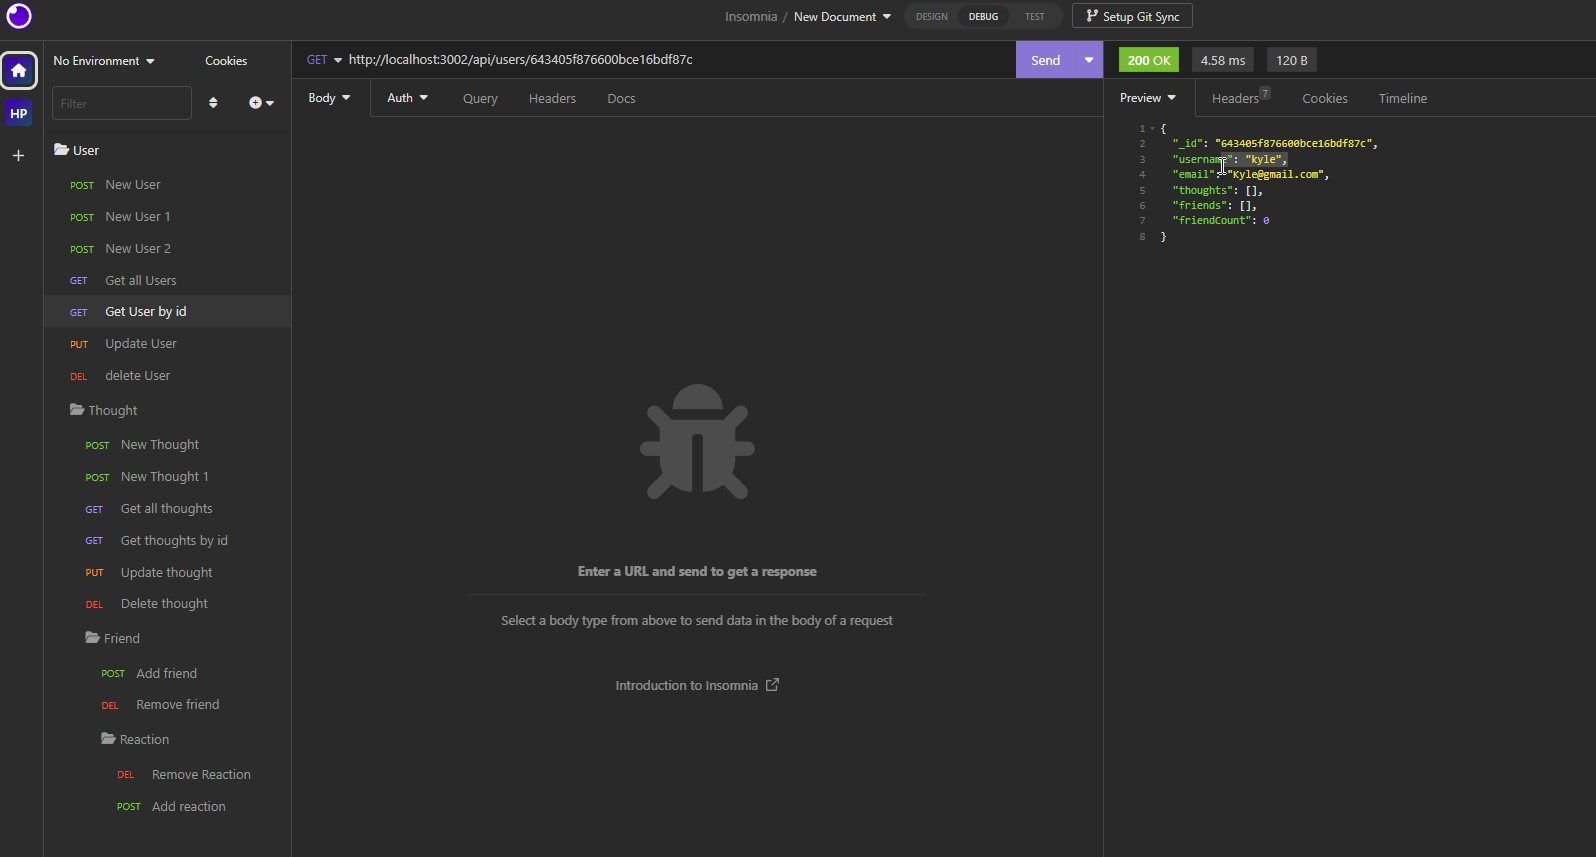 Insomnia / New Document
DESIGN DEBUG TEST
Setup Git Sync
HP
No Environment
Cookies
Filter
User
POST New User
POST New User 1
POST New User 2
GET Get all Users
GET Get User by id
PUT Update User
DEL delete User
Thought
POST New Thought
POST New Thought 1
GET Get all thoughts
GET Get thoughts by id
PUT Update thought
DEL Delete thought
Friend
POST Add friend
DEL Remove friend
Reaction
DEL Remove Reaction
POST Add reaction
GET http://localhost:3002/api/users/643405f876600bce16bdf87c Send
Body Auth Query Headers Docs
Enter a URL and send to get a response
Select a body type from above to send data in the body of a request
Introduction to Insomnia
200 OK 4.58 ms 120 B
Preview Headers 7 Cookies Timeline
1 {
2 "_id": "643405f876600bce16bdf87c",
3 "username": "kyle",
4 "email": "Kyle@gmail.com",
5 "thoughts": [],
6 "friends": [],
7 "friendCount": 0
8 }